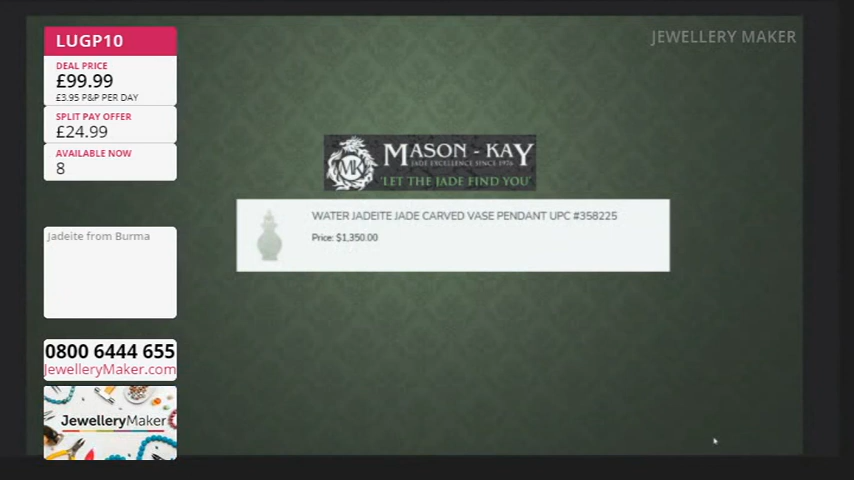 LUGP10
DEAL PRICE
£99.99
£3.95 P&P PER DAY
SPLIT PAY OFFER
£24.99
AVAILABLE NOW
8
Jadeite from Burma
0800 6444 655
JewelleryMaker.com
JewelleryMaker
JEWELLERY MAKER
MK
MASON - KAY
JADE EXCELLENCE SINCE 1976
'LET THE JADE FIND YOU'
WATER JADEITE JADE CARVED VASE PENDANT UPC #358225
Price: $1,350.00